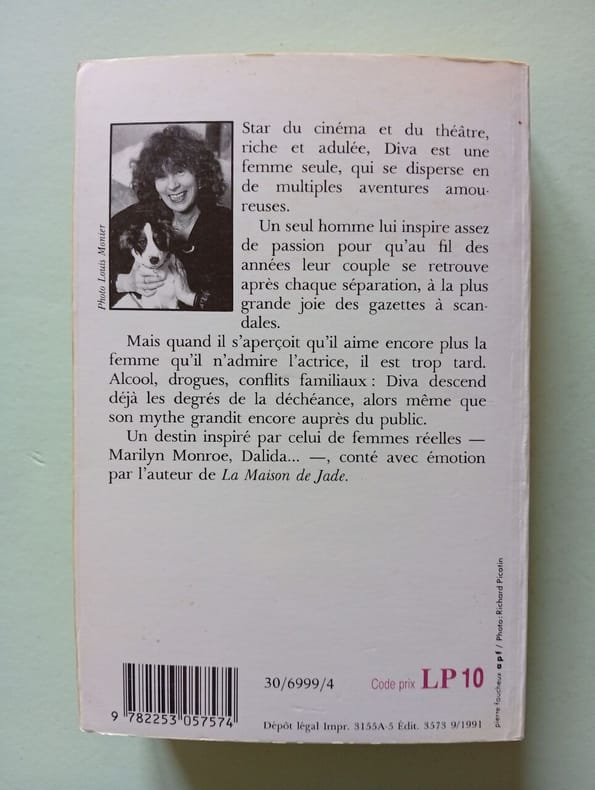 Photo Louis Monier
Star du cinéma et du théâtre,
riche et adulée, Diva est une
femme seule, qui se disperse en
de multiples aventures amou-
reuses.
Un seul homme lui inspire assez
de passion pour qu'au fil des
années leur couple se retrouve
après chaque séparation, à la plus
grande joie des gazettes à scan-
dales.
Mais quand il s'aperçoit qu'il aime encore plus la
femme qu'il n'admire l'actrice, il est trop tard.
Alcool, drogues, conflits familiaux : Diva descend
déjà les degrés de la déchéance, alors même que
son mythe grandit encore auprès du public.
Un destin inspiré par celui de femmes réelles —
Marilyn Monroe, Dalida... —, conté avec émotion
par l'auteur de La Maison de Jade.
pierre faucheux apf / Photo : Richard Picotin
30/6999/4
Code prix LP 10
9 782253 057574
Dépôt légal Impr. 3155A-5 Édit. 3573 9/1991